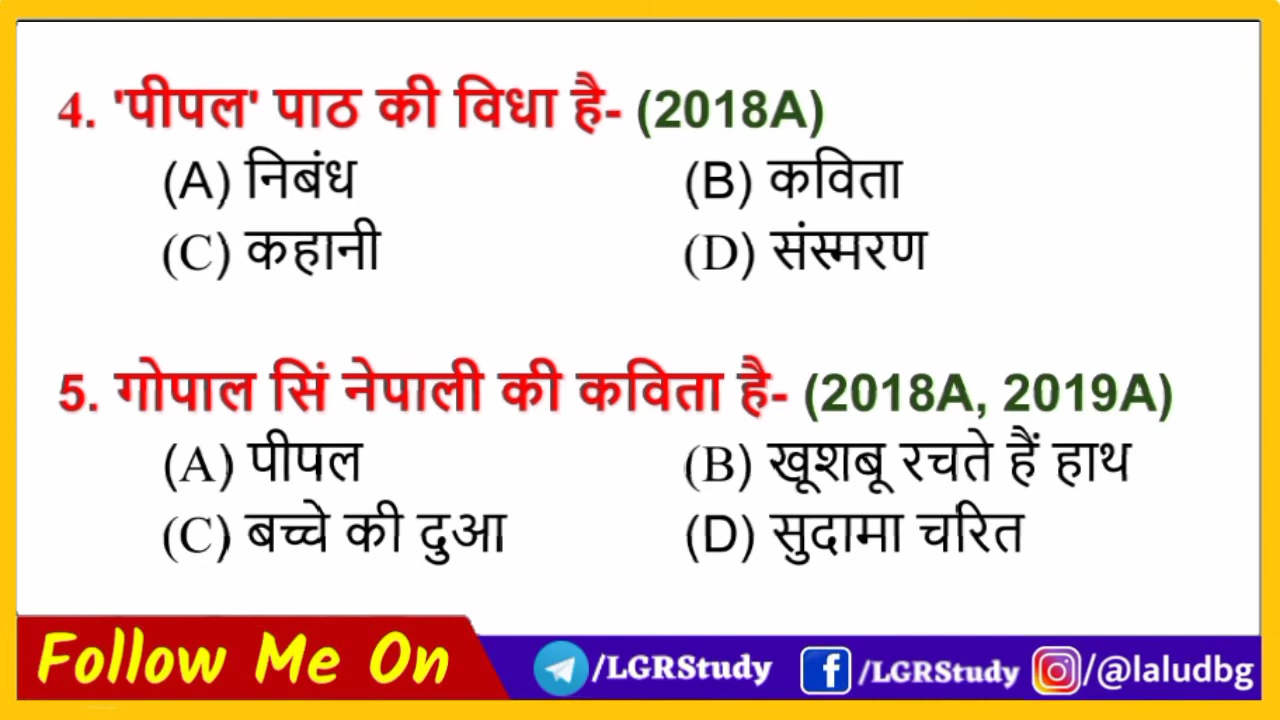 4. 'पीपल' पाठ की विधा है- (2018A)
(A) निबंध (B) कविता
(C) कहानी (D) संस्मरण
5. गोपाल सिं नेपाली की कविता है- (2018A, 2019A)
(A) पीपल (B) खूशबू रचते हैं हाथ
(C) बच्चे की दुआ (D) सुदामा चरित
Follow Me On /LGRStudy /LGRStudy /@laludbg